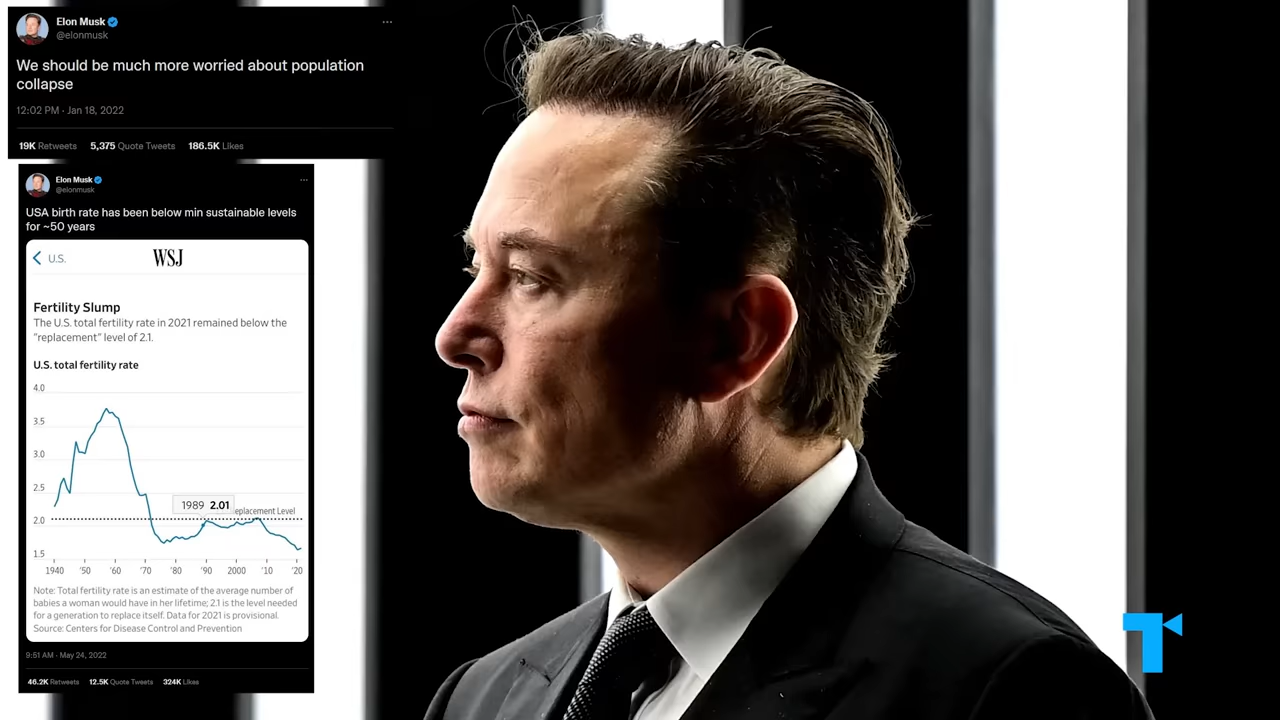 Elon Musk
@elonmusk
We should be much more worried about population
collapse
12:02 PM · Jan 18, 2022
19K Retweets 5,375 Quote Tweets 186.5K Likes
Elon Musk
@elonmusk
USA birth rate has been below min sustainable levels
for ~50 years
U.S. WSJ
Fertility Slump
The U.S. total fertility rate in 2021 remained below the
"replacement" level of 2.1.
U.S. total fertility rate
4.0
3.5
3.0
2.5
1989 2.01
eplacement Level
2.0
1.5
1940 '50 '60 '70 '80 '90 2000 '10 '20
Note: Total fertility rate is an estimate of the average number of
babies a woman would have in her lifetime; 2.1 is the level needed
for a generation to replace itself. Data for 2021 is provisional.
Source: Centers for Disease Control and Prevention
9:51 AM · May 24, 2022
46.2K Retweets 12.5K Quote Tweets 324K Likes